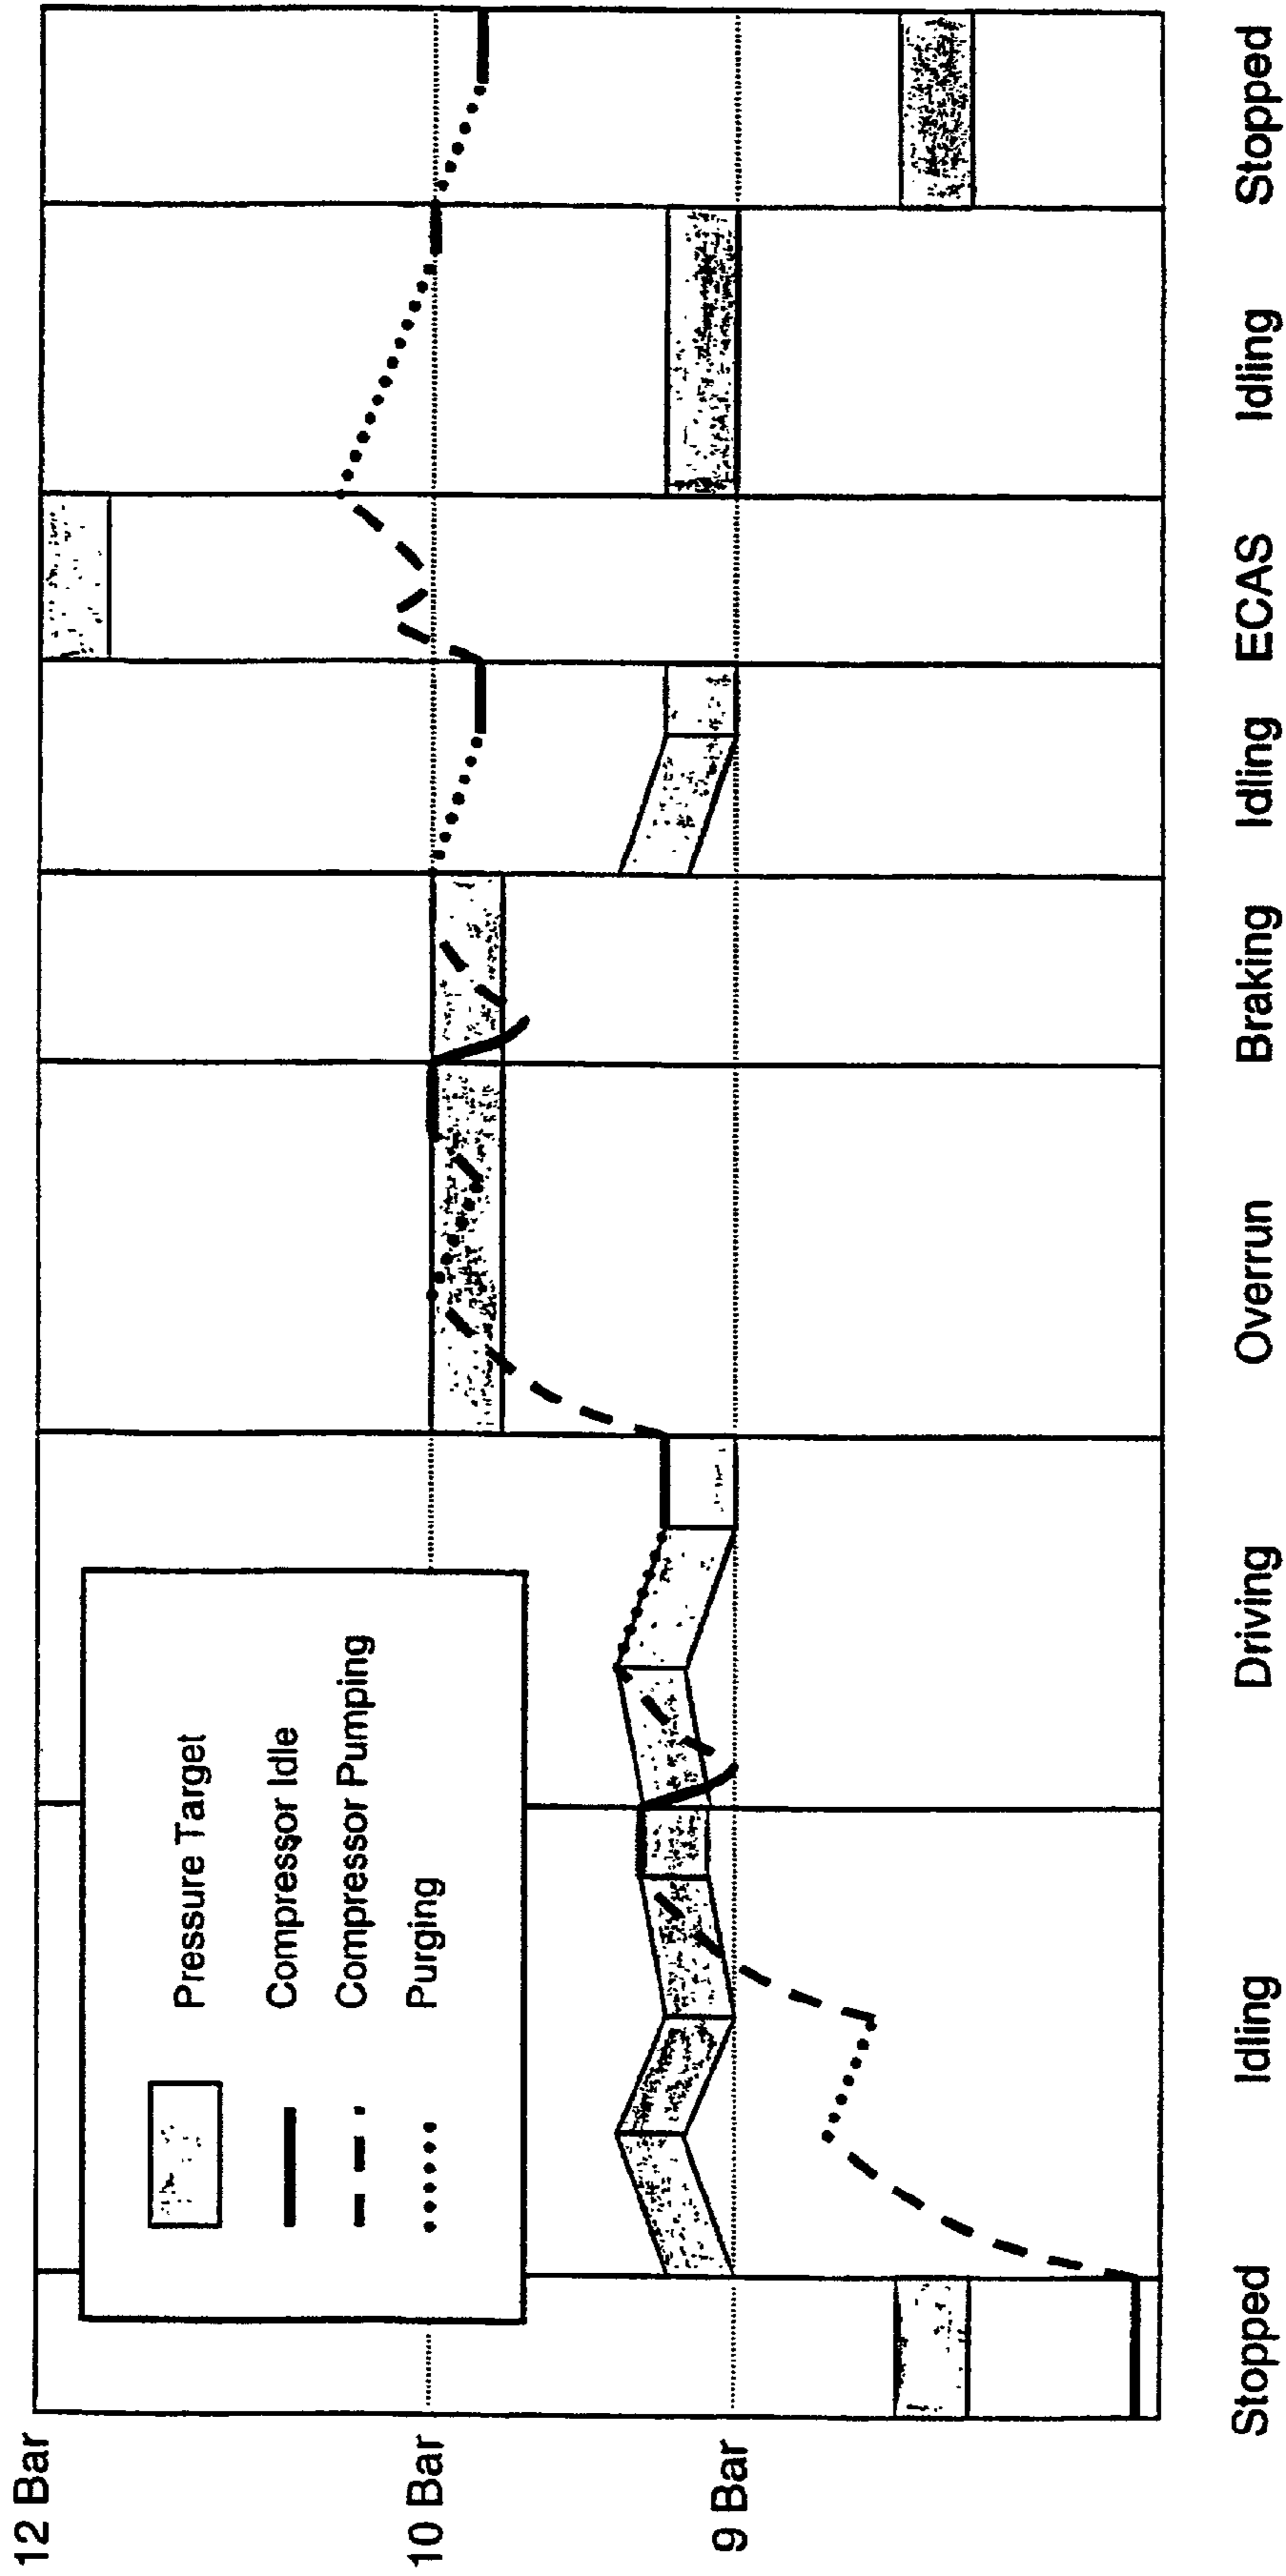 12 Bar
10 Bar
9 Bar
Pressure Target
Compressor Idle
Compressor Pumping
Purging
Stopped
Idling
Driving
Overrun
Braking
Idling
ECAS
Idling
Stopped